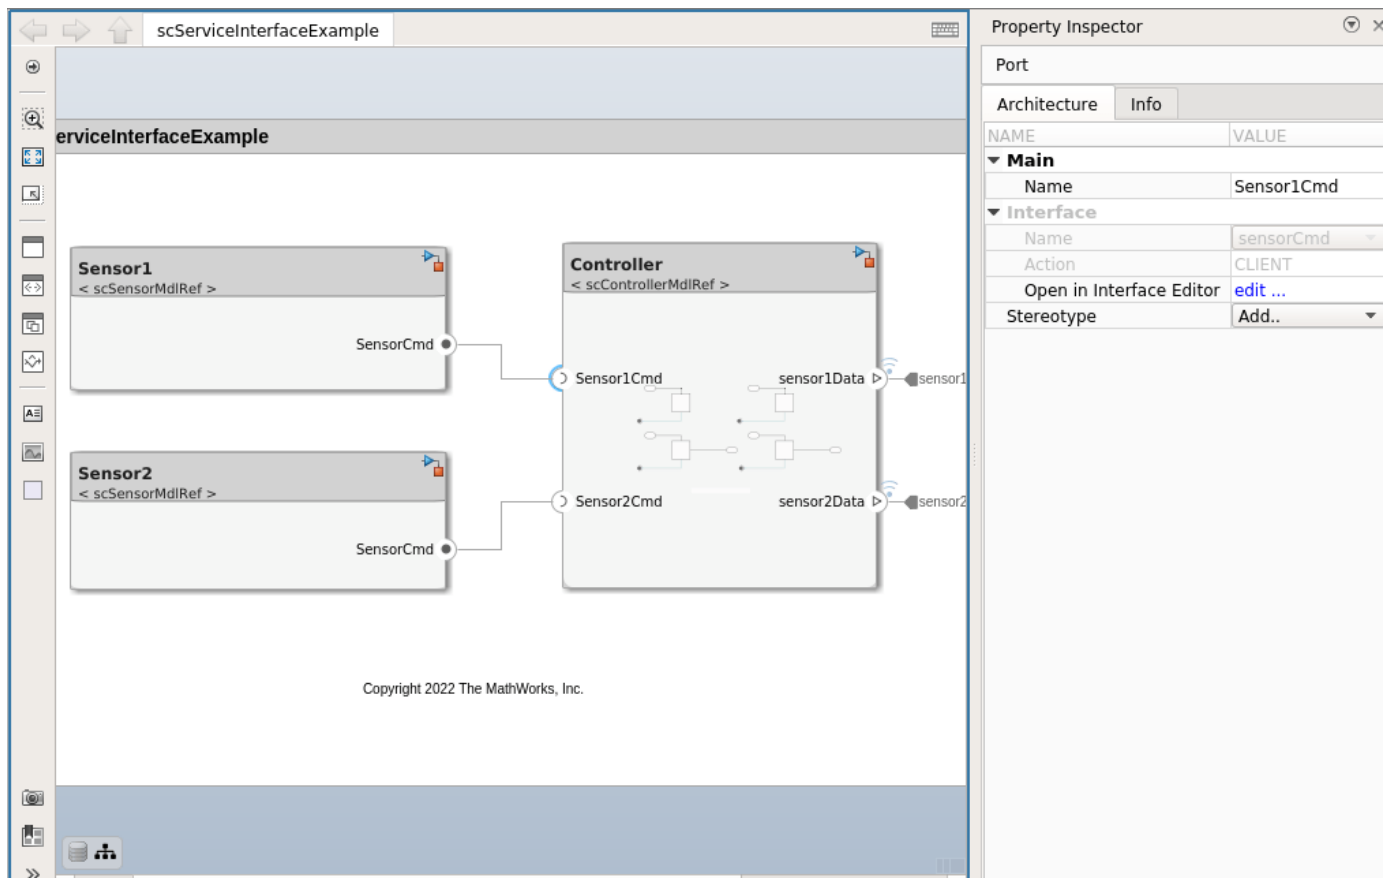 scServiceInterfaceExample
erviceInterfaceExample
Sensor1
< scSensorMdlRef >
SensorCmd
Sensor2
< scSensorMdlRef >
SensorCmd
Controller
< scControllerMdlRef >
Sensor1Cmd
sensor1Data
sensor1
Sensor2Cmd
sensor2Data
sensor2
Copyright 2022 The MathWorks, Inc.
Property Inspector
Port
Architecture Info
NAME VALUE
Main
Name Sensor1Cmd
Interface
Name sensorCmd
Action CLIENT
Open in Interface Editor edit ...
Stereotype Add..